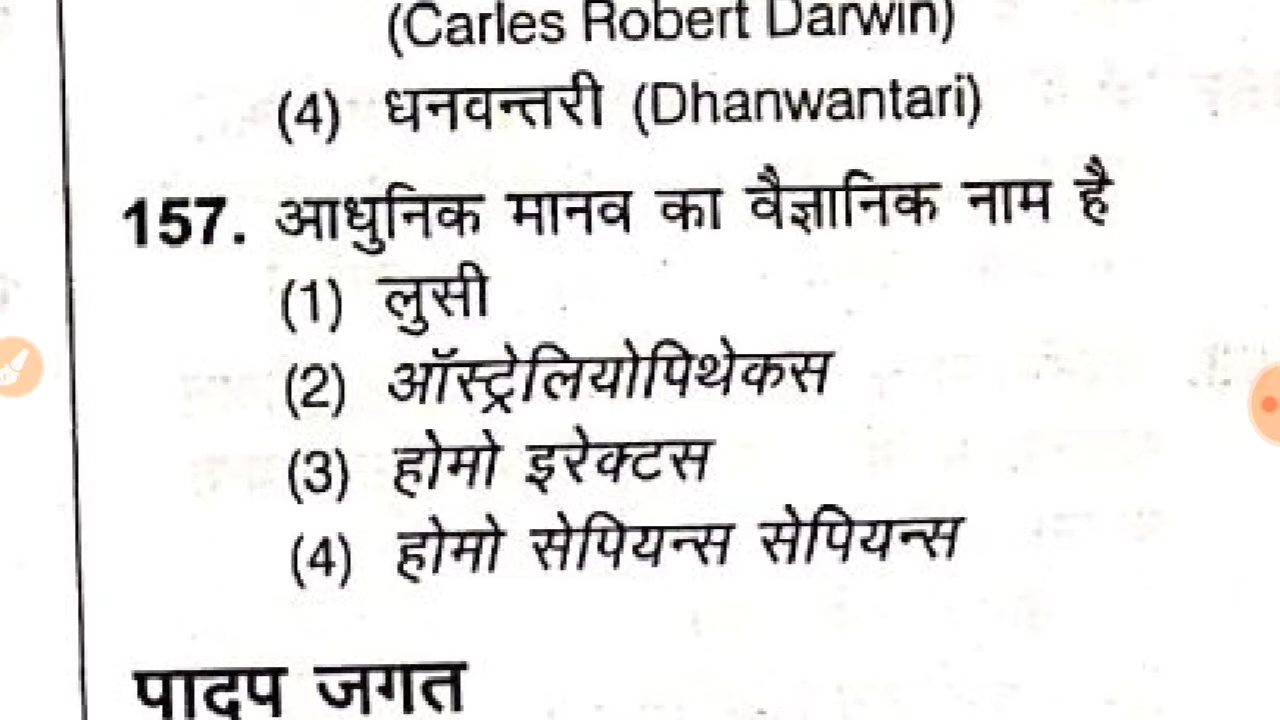 (Carles Robert Darwin)
(4) धनवन्तरी (Dhanwantari)
157. आधुनिक मानव का वैज्ञानिक नाम है
(1) लुसी
(2) ऑस्ट्रेलियोपिथेकस
(3) होमो इरेक्टस
(4) होमो सेपियन्स सेपियन्स
पादप जगत